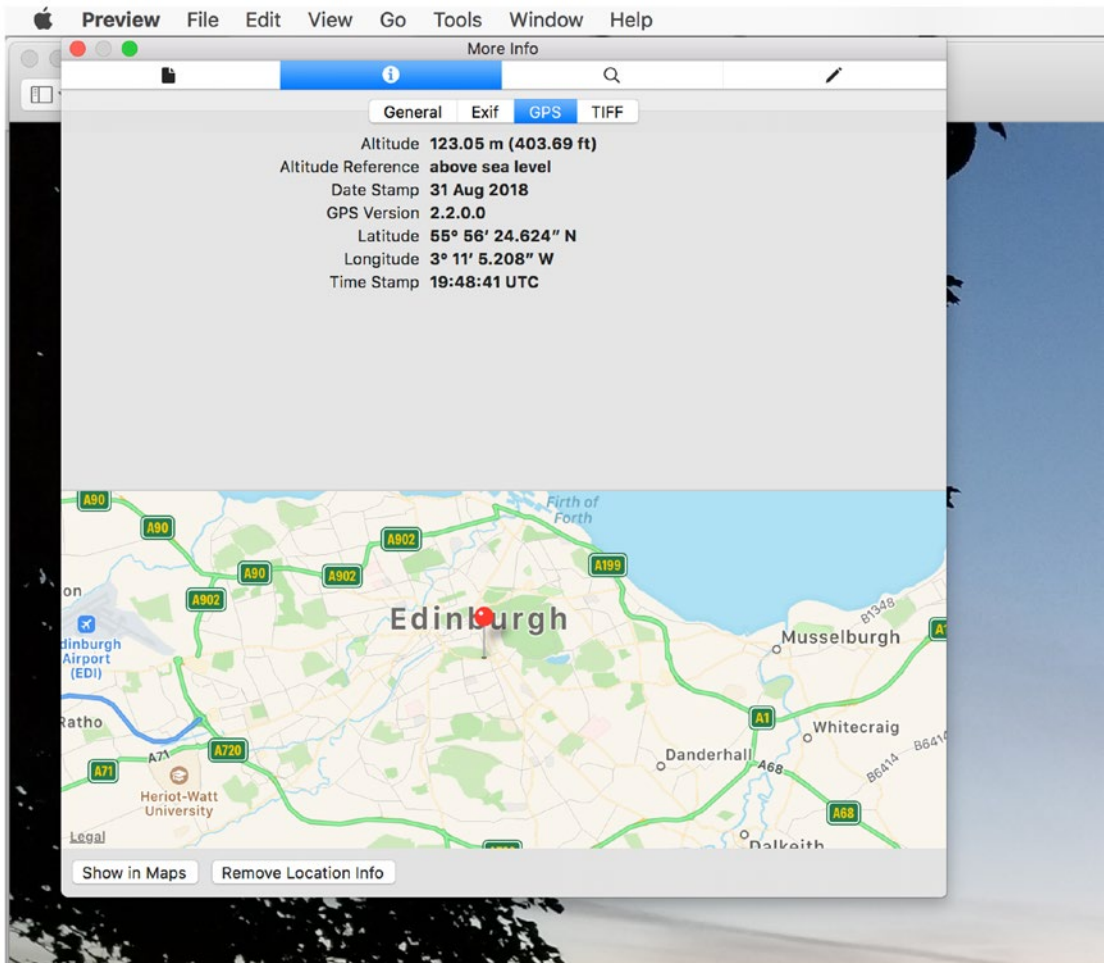 Preview File Edit View Go Tools Window Help
More Info
General Exif GPS TIFF
Altitude 123.05 m (403.69 ft)
Altitude Reference above sea level
Date Stamp 31 Aug 2018
GPS Version 2.2.0.0
Latitude 55° 56′ 24.624″ N
Longitude 3° 11′ 5.208″ W
Time Stamp 19:48:41 UTC
A90
Firth of
Forth
A90
A902
A199
A90
A902
on
A902
B1348
Edinburgh
A1
Musselburgh
dinburgh
Airport
(EDI)
Ratho
A1
Whitecraig
A71
A720
Danderhall
A68
B6414
B6414
A71
Heriot-Watt
University
A68
Legal
Dalkeith
Show in Maps Remove Location Info